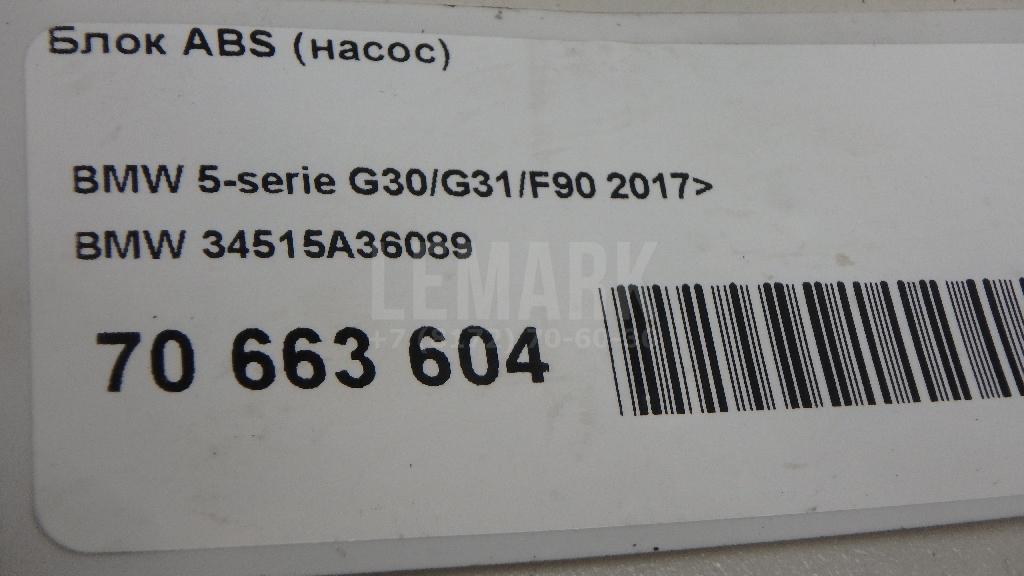 Блок ABS (насос)
BMW 5-serie G30/G31/F90 2017>
BMW 34515A36089
LEMARK
70 663 604